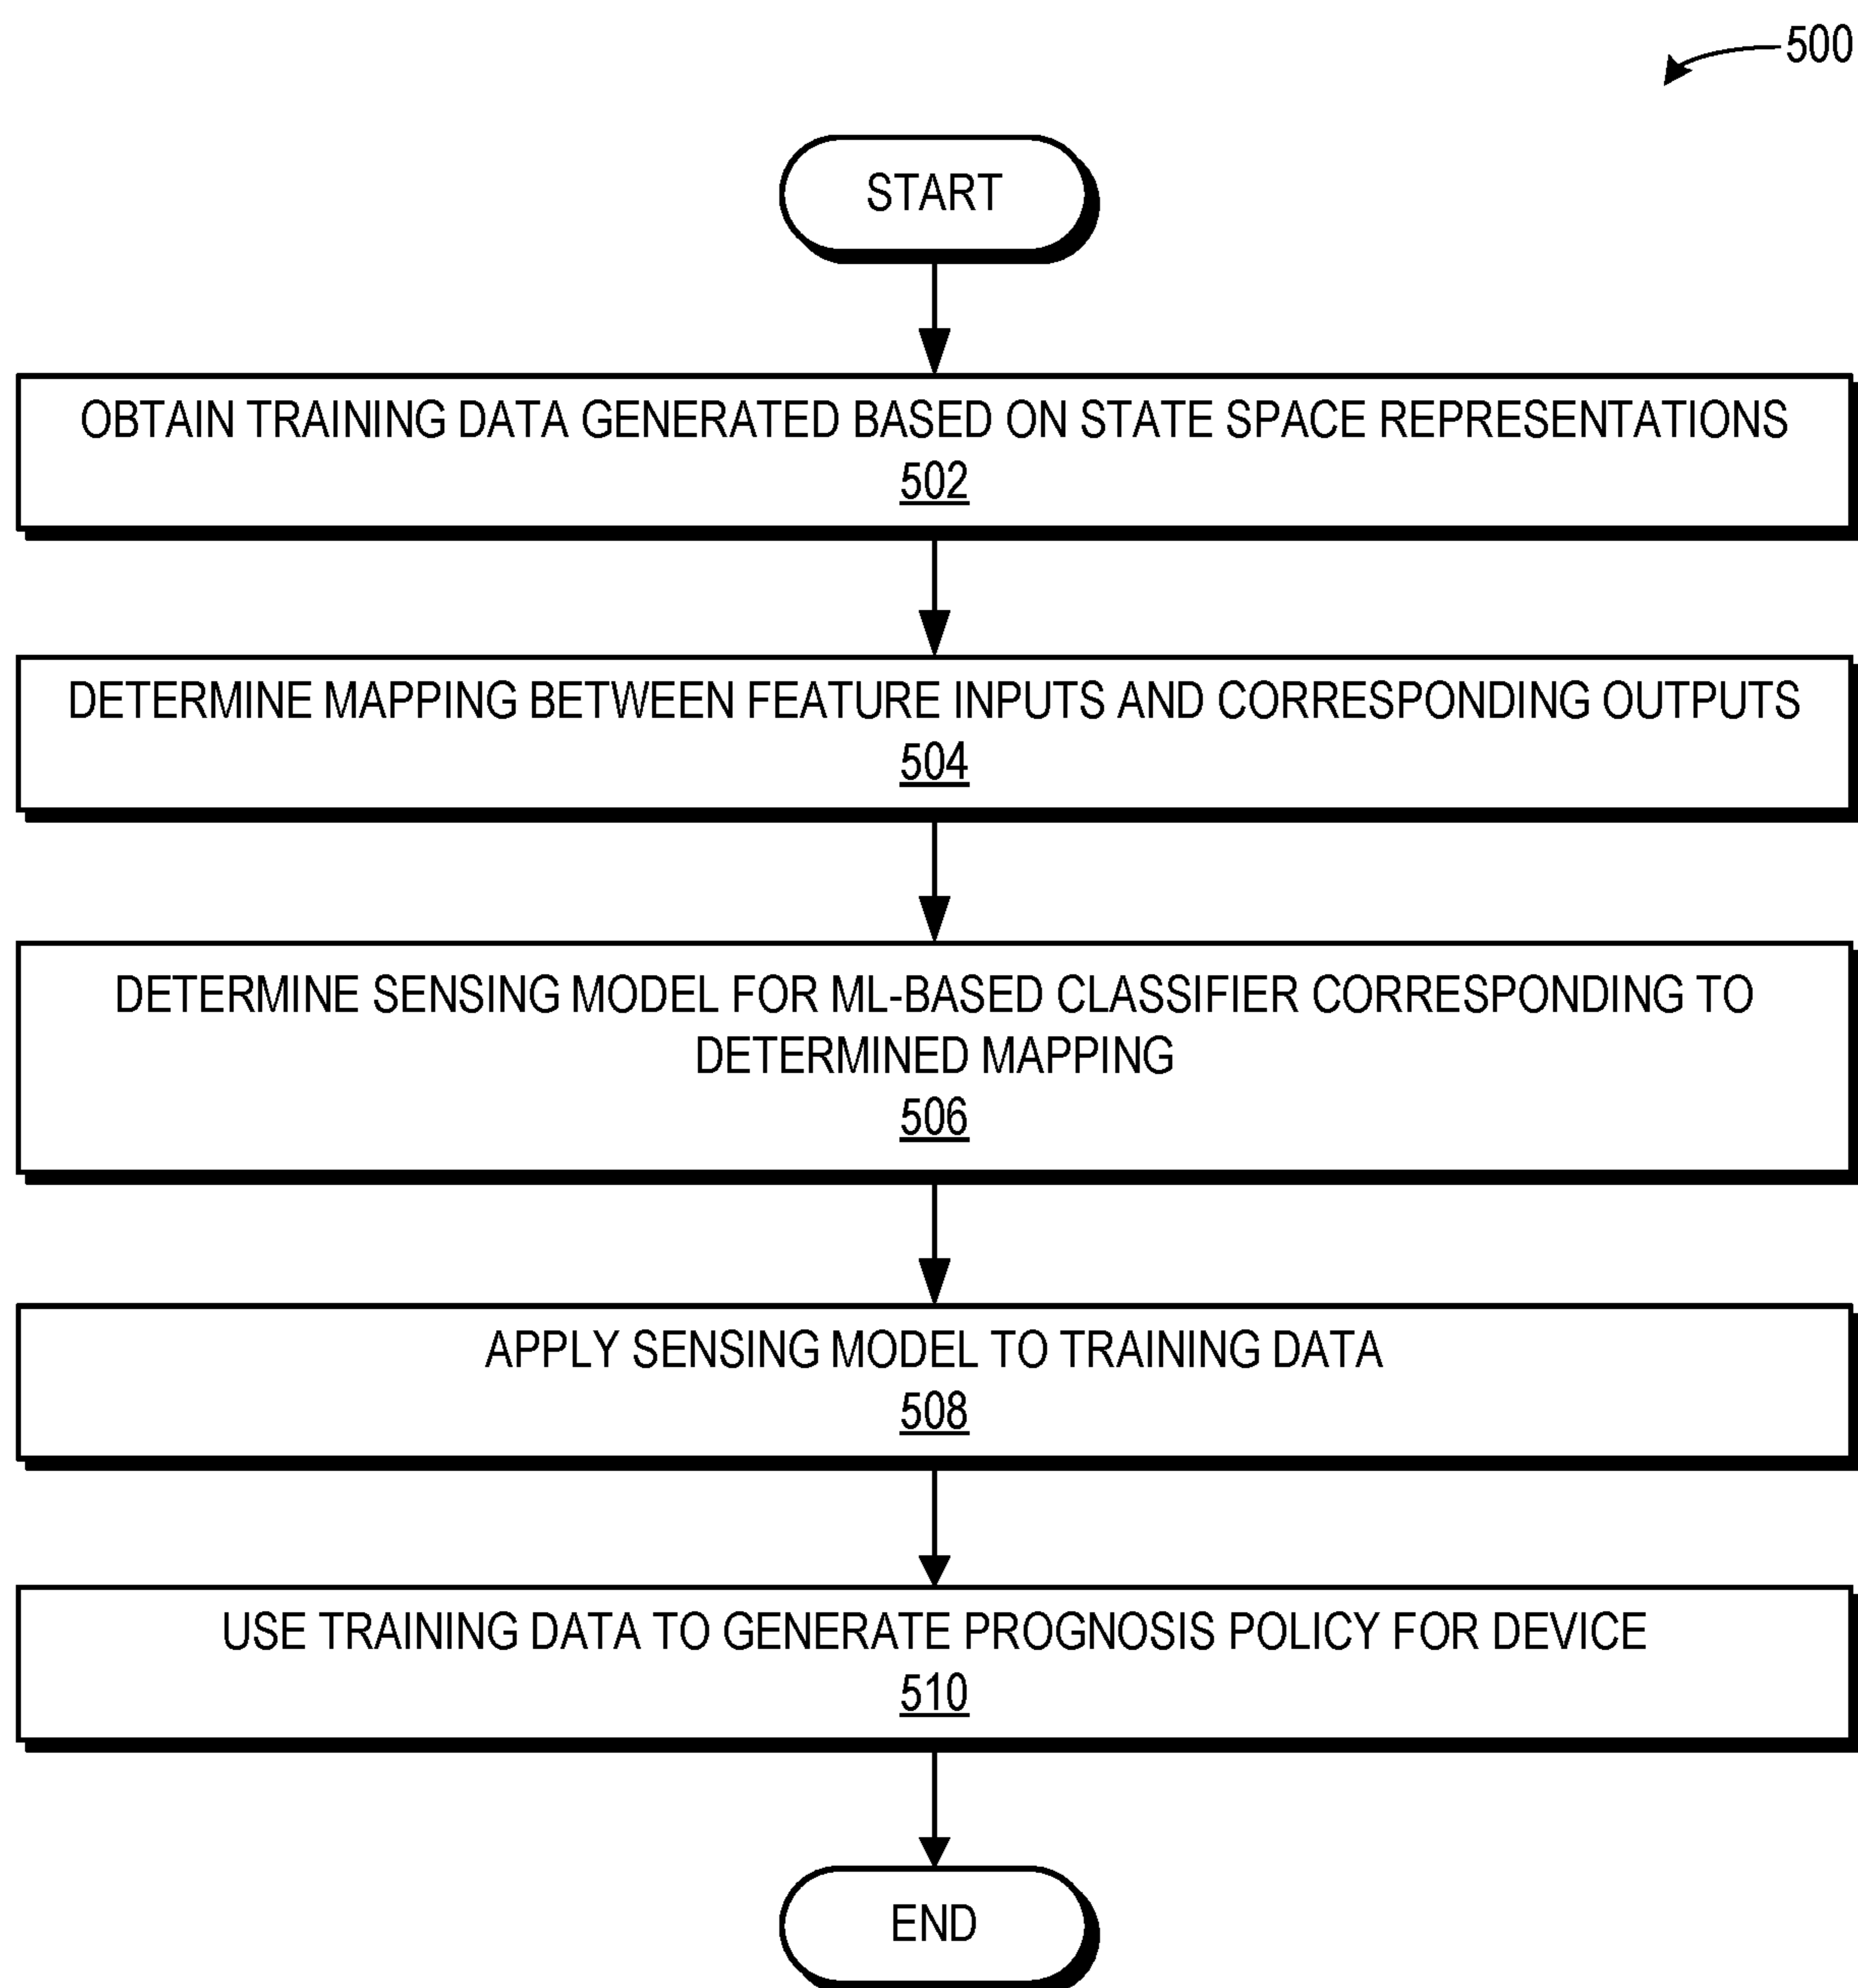 500
START
OBTAIN TRAINING DATA GENERATED BASED ON STATE SPACE REPRESENTATIONS
502
DETERMINE MAPPING BETWEEN FEATURE INPUTS AND CORRESPONDING OUTPUTS
504
DETERMINE SENSING MODEL FOR ML-BASED CLASSIFIER CORRESPONDING TO
DETERMINED MAPPING
506
APPLY SENSING MODEL TO TRAINING DATA
508
USE TRAINING DATA TO GENERATE PROGNOSIS POLICY FOR DEVICE
510
END